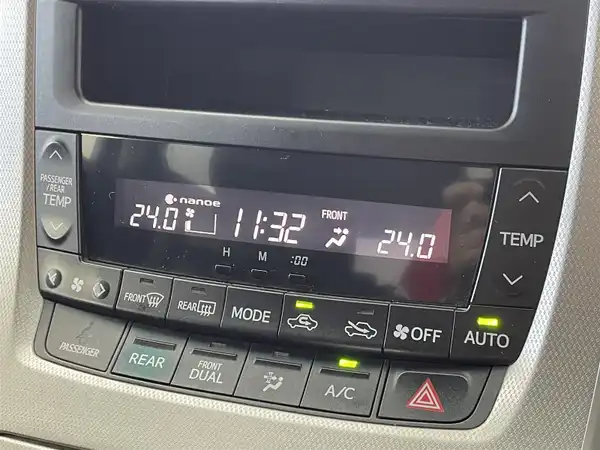 nanoe
PASSENGER
/REAR
TEMP
24.0
11:32
FRONT
24.0
TEMP
H M :00
FRONT
REAR
MODE
OFF
AUTO
PASSENGER
REAR
FRONT
DUAL
A/C